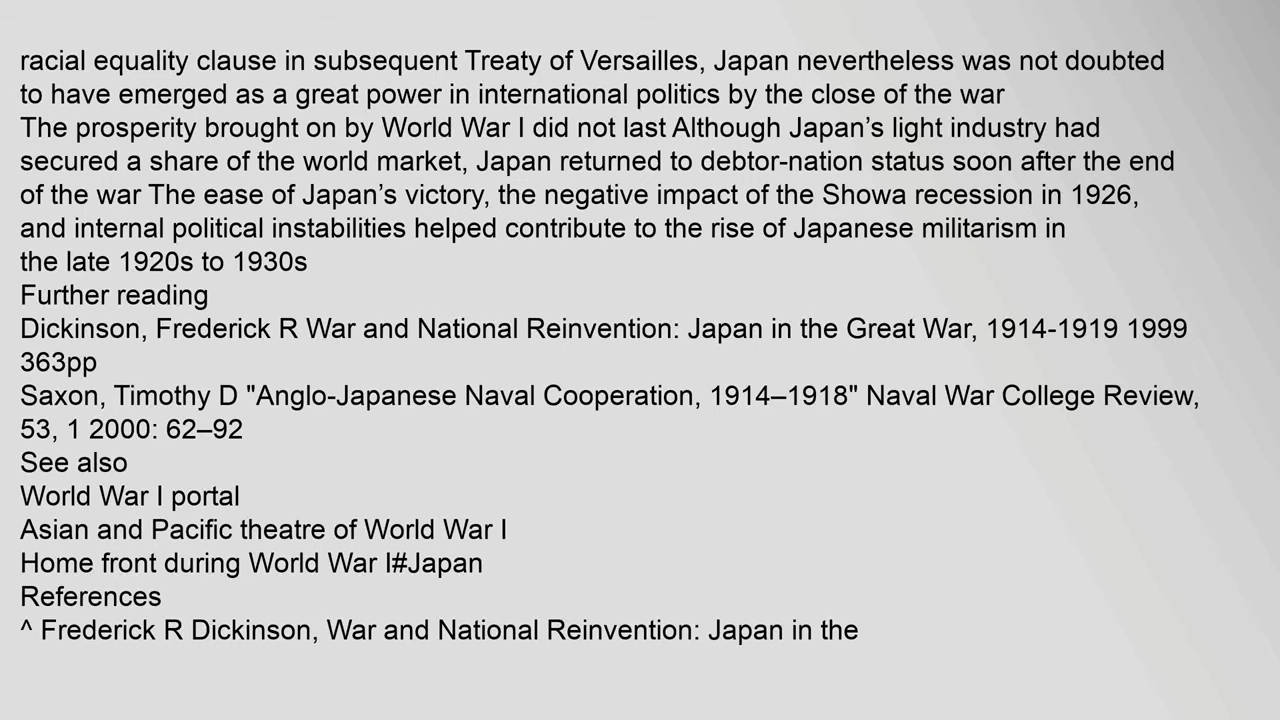 racial equality clause in subsequent Treaty of Versailles, Japan nevertheless was not doubted
to have emerged as a great power in international politics by the close of the war
The prosperity brought on by World War I did not last Although Japan’s light industry had
secured a share of the world market, Japan returned to debtor-nation status soon after the end
of the war The ease of Japan’s victory, the negative impact of the Showa recession in 1926,
and internal political instabilities helped contribute to the rise of Japanese militarism in
the late 1920s to 1930s
Further reading
Dickinson, Frederick R War and National Reinvention: Japan in the Great War, 1914-1919 1999
363pp
Saxon, Timothy D "Anglo-Japanese Naval Cooperation, 1914–1918" Naval War College Review,
53, 1 2000: 62–92
See also
World War I portal
Asian and Pacific theatre of World War I
Home front during World War I#Japan
References
^ Frederick R Dickinson, War and National Reinvention: Japan in the